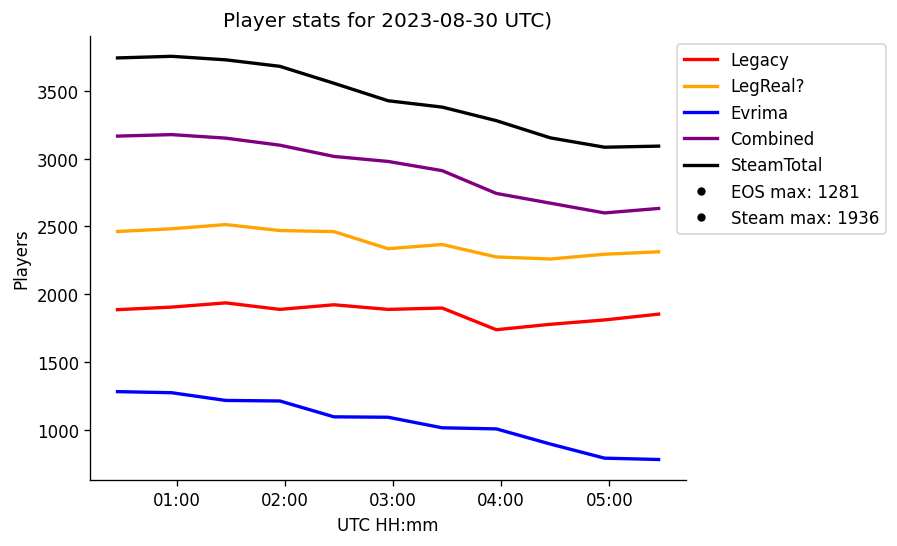 Player stats for 2023-08-30 UTC)
Legacy
LegReal?
Evrima
Combined
SteamTotal
EOS max: 1281
Steam max: 1936
Players
3500
3000
2500
2000
1500
1000
01:00 02:00 03:00 04:00 05:00
UTC HH:mm